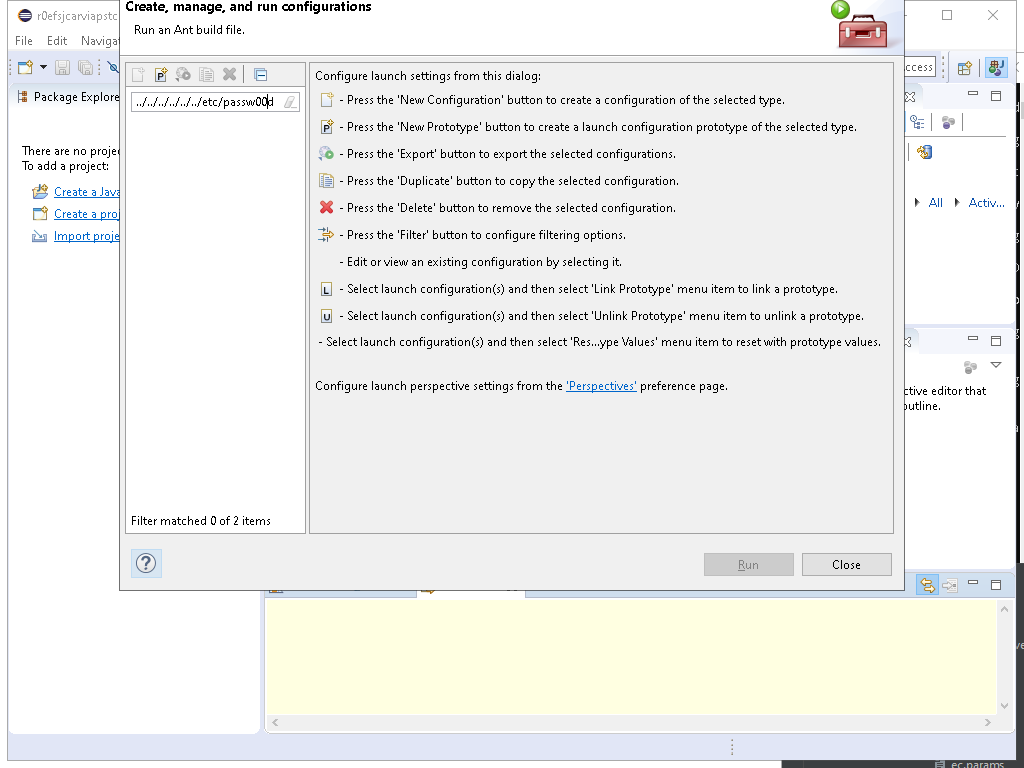 Create, manage, and run configurations
Run an Ant build file.
r0efsjcarviapstc
File Edit Naviga
ccess
Package Explore
There are no projec
To add a project:
Create a Java
Create a proj
Import proje
../../../../../../etc/passw00d
Filter matched 0 of 2 items
Configure launch settings from this dialog:
- Press the 'New Configuration' button to create a configuration of the selected type.
P - Press the 'New Prototype' button to create a launch configuration prototype of the selected type.
- Press the 'Export' button to export the selected configurations.
- Press the 'Duplicate' button to copy the selected configuration.
- Press the 'Delete' button to remove the selected configuration.
- Press the 'Filter' button to configure filtering options.
- Edit or view an existing configuration by selecting it.
L - Select launch configuration(s) and then select 'Link Prototype' menu item to link a prototype.
U - Select launch configuration(s) and then select 'Unlink Prototype' menu item to unlink a prototype.
- Select launch configuration(s) and then select 'Res...ype Values' menu item to reset with prototype values.
Configure launch perspective settings from the 'Perspectives' preference page.
Run
Close
All Activ...
ctive editor that
outline.
ec.params